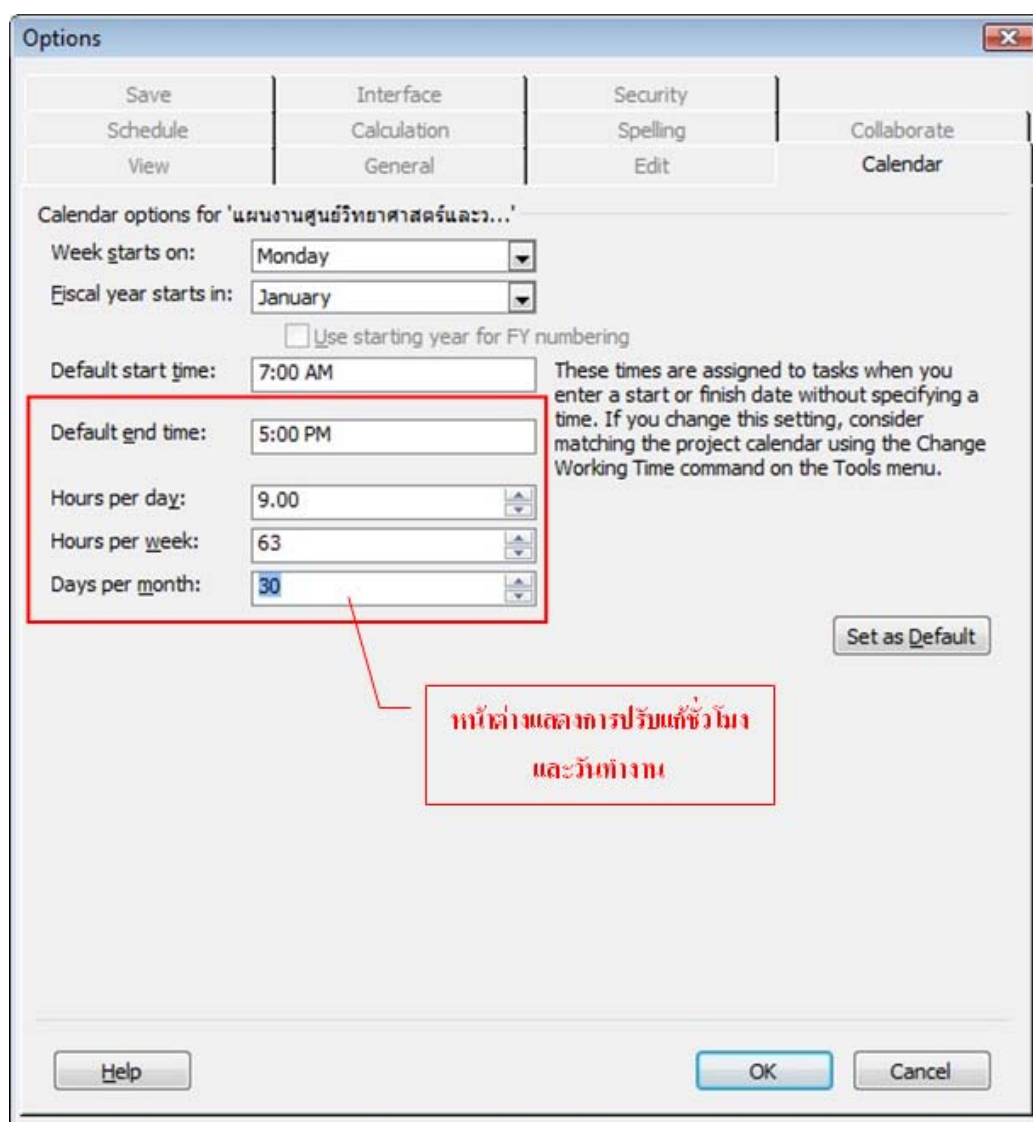 Options
Save Interface Security
Schedule Calculation Spelling Collaborate
View General Edit Calendar
Calendar options for 'แผนงานศูนย์วิทยาศาสตร์และว...'
Week starts on: Monday
Fiscal year starts in: January
Use starting year for FY numbering
Default start time: 7:00 AM
These times are assigned to tasks when you
enter a start or finish date without specifying a
time. If you change this setting, consider
matching the project calendar using the Change
Working Time command on the Tools menu.
Default end time: 5:00 PM
Hours per day: 9.00
Hours per week: 63
Days per month: 30
Set as Default
หน้าต่างแสดงการปรับแก้ชั่วโมง
และวันทำงาน
Help OK Cancel